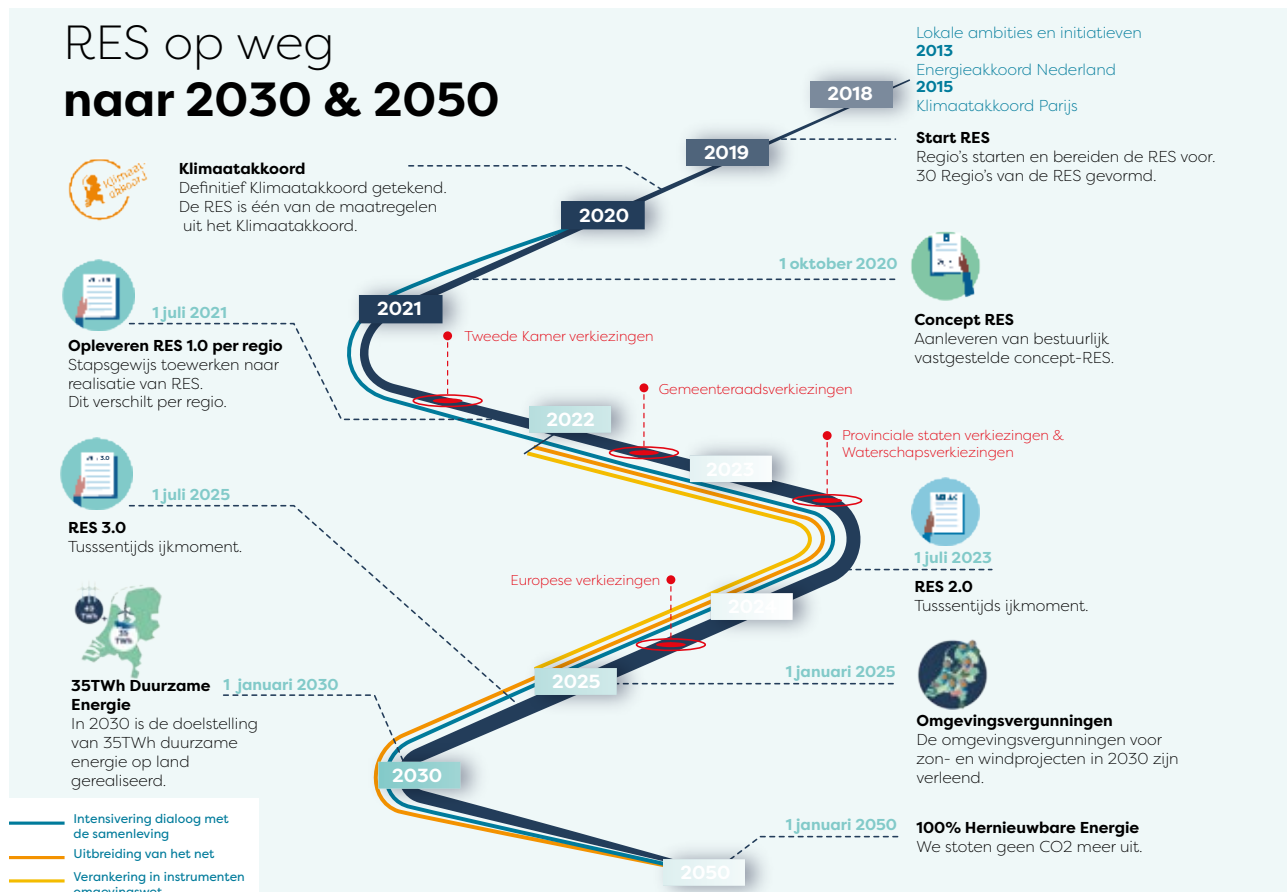 RES op weg
naar 2030 & 2050
Lokale ambities en initiatieven
2013
Energieakkoord Nederland
2015
Klimaatakkoord Parijs
2018
Start RES
Regio's starten en bereiden de RES voor.
30 Regio's van de RES gevormd.
2019
Klimaatakkoord
Definitief Klimaatakkoord getekend.
De RES is één van de maatregelen
uit het Klimaatakkoord.
Klimaat-
akkoord
2020
1 oktober 2020
Concept RES
Aanleveren van bestuurlijk
vastgestelde concept-RES.
2021
1 juli 2021
Opleveren RES 1.0 per regio
Stapsgewijs toewerken naar
realisatie van RES.
Dit verschilt per regio.
Tweede Kamer verkiezingen
Gemeenteraadsverkiezingen
2022
Provinciale staten verkiezingen &
Waterschapsverkiezingen
2023
1 juli 2025
RES 3.0
Tusssentijds ijkmoment.
1 juli 2023
RES 2.0
Tusssentijds ijkmoment.
Europese verkiezingen
2024
40
TWh
35
TWh
2025
1 januari 2025
Omgevingsvergunningen
De omgevingsvergunningen voor
zon- en windprojecten in 2030 zijn
verleend.
35TWh Duurzame
Energie
1 januari 2030
In 2030 is de doelstelling
van 35TWh duurzame
energie op land
gerealiseerd.
2030
1 januari 2050
100% Hernieuwbare Energie
We stoten geen CO2 meer uit.
2050
Intensivering dialoog met
de samenleving
Uitbreiding van het net
Verankering in instrumenten
omgevingswet